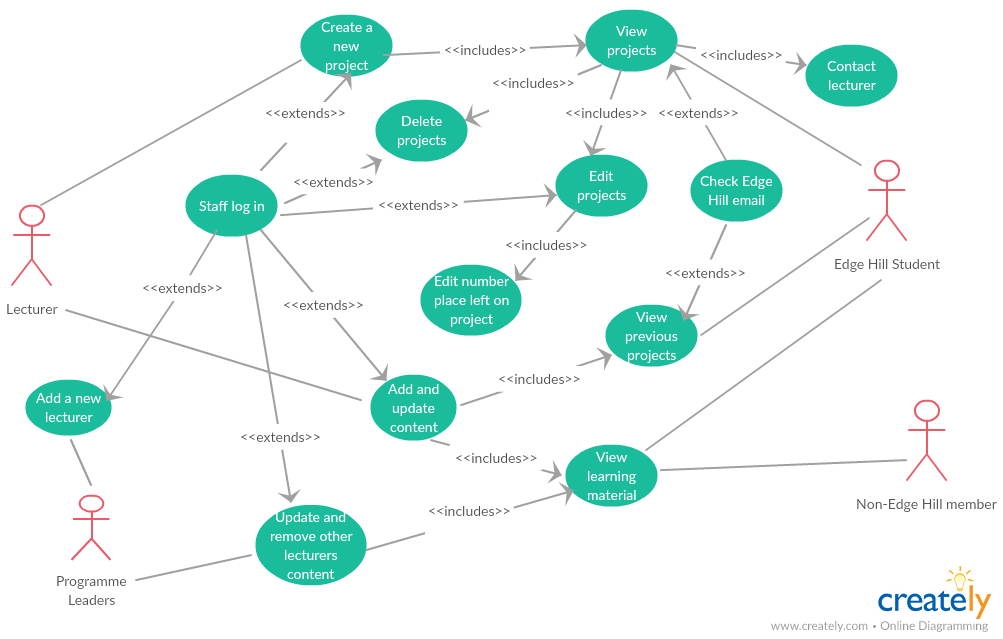 Create a
new
project
<<includes>>
View
projects
<<includes>>
Contact
lecturer
<<includes>>
<<extends>>
Delete
projects
<<includes>>
<<extends>>
<<extends>>
Staff log in
<<extends>>
Edit
projects
Check Edge
Hill email
Edge Hill Student
<<includes>>
<<extends>>
Lecturer
<<extends>>
<<extends>>
Edit number
place left on
project
View
previous
projects
<<includes>>
Add a new
lecturer
Add and
update
content
<<extends>>
<<includes>>
View
learning
material
Non-Edge Hill member
<<includes>>
Update and
remove other
lecturers
content
Programme
Leaders
creately
www.creately.com • Online Diagramming